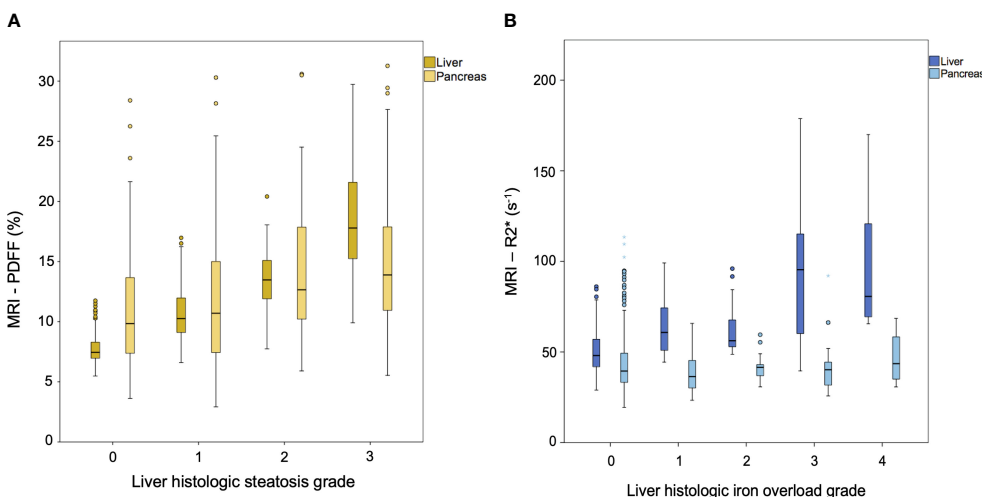 A
MRI - PDFF (%)
30
25
20
15
10
5
0
0 1 2 3
Liver histologic steatosis grade
Liver
Pancreas
B
MRI – R2* (s-1)
200
150
100
50
0
0 1 2 3 4
Liver histologic iron overload grade
Liver
Pancreas